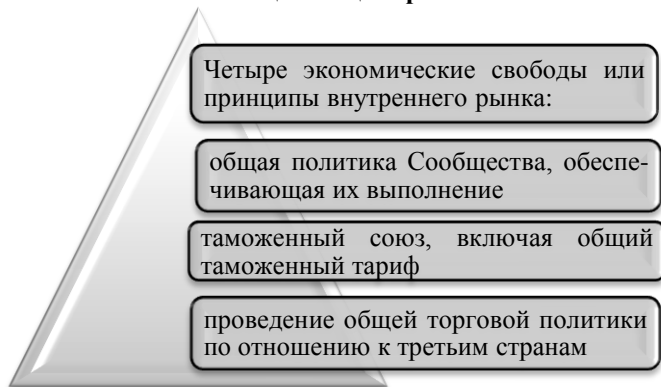 Четыре экономические свободы или
принципы внутреннего рынка:
общая политика Сообщества, обеспе-
чивающая их выполнение
таможенный союз, включая общий
таможенный тариф
проведение общей торговой политики
по отношению к третьим странам